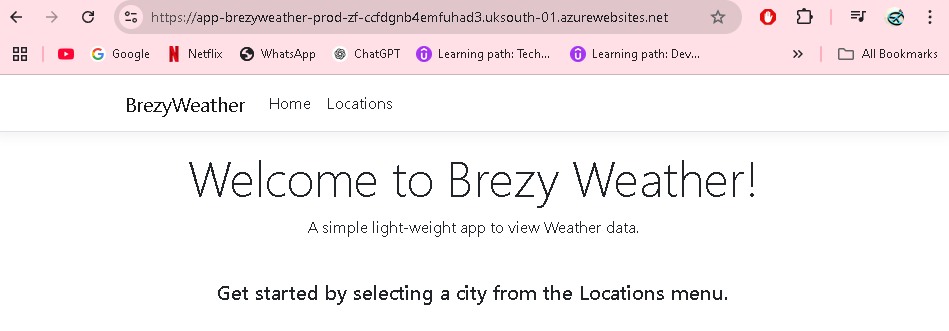 https://app-brezyweather-prod-zf-ccfdgnb4emfuhad3.uksouth-01.azurewebsites.net
Google Netflix WhatsApp ChatGPT Learning path: Tech... Learning path: Dev... » All Bookmarks
BrezyWeather Home Locations
Welcome to Brezy Weather!
A simple light-weight app to view Weather data.
Get started by selecting a city from the Locations menu.